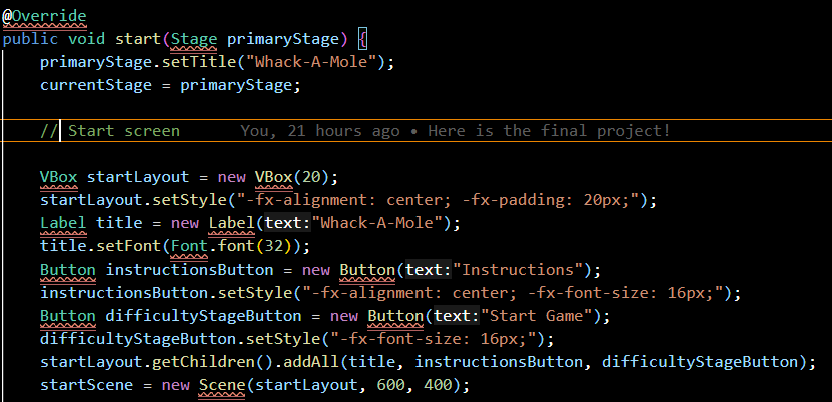 @Override
public void start(Stage primaryStage) {
primaryStage.setTitle("Whack-A-Mole");
currentStage = primaryStage;
// Start screen You, 21 hours ago • Here is the final project!
VBox startLayout = new VBox(20);
startLayout.setStyle("-fx-alignment: center; -fx-padding: 20px;");
Label title = new Label(text:"Whack-A-Mole");
title.setFont(Font.font(32));
Button instructionsButton = new Button(text:"Instructions");
instructionsButton.setStyle("-fx-alignment: center; -fx-font-size: 16px;");
Button difficultyStageButton = new Button(text:"Start Game");
difficultyStageButton.setStyle("-fx-font-size: 16px;");
startLayout.getChildren().addAll(title, instructionsButton, difficultyStageButton);
startScene = new Scene(startLayout, 600, 400);